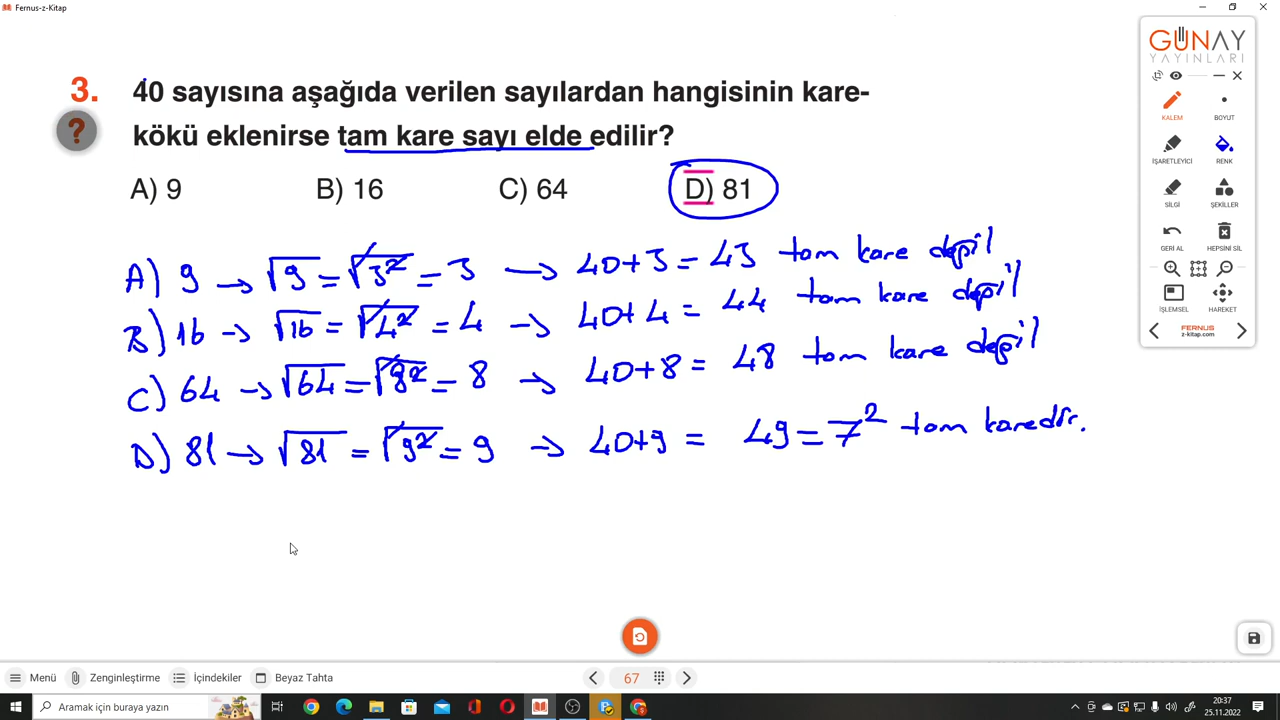 Fernus-z-Kitap
GÜNAY
YAYINLARI
3. 40 sayısına aşağıda verilen sayılardan hangisinin kare-
? kökü eklenirse tam kare sayı elde edilir?
A) 9 B) 16 C) 64 D) 81
A) 9 → √9 = √3² = 3 → 40+3 = 43 tam kare değil
B) 16 → √16 = √4² = 4 → 40+4 = 44 tam kare değil
C) 64 → √64 = √8² = 8 → 40+8 = 48 tam kare değil
D) 81 → √81 = √9² = 9 → 40+9 = 49 = 7² tam karedir.
KALEM BOYUT
İŞARETLEYİCİ RENK
SİLGİ ŞEKİLLER
GERİ AL HEPSİNİ SİL
İŞLEMSEL HAREKET
FERNUS
z-kitap.com
Menü Zenginleştirme İçindekiler Beyaz Tahta 67
Aramak için buraya yazın
20:37
25.11.2022